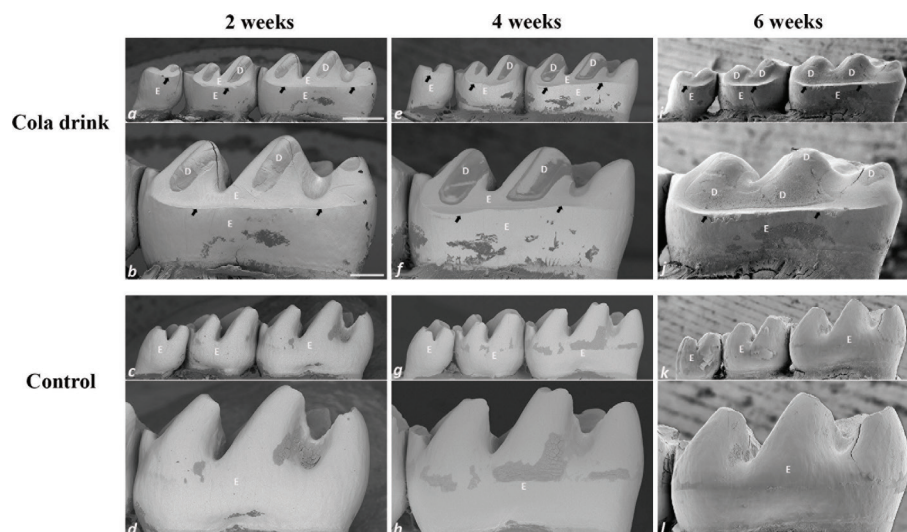 2 weeks 4 weeks 6 weeks
Cola drink
E E D E D D E D E a
E D D E D D E e
E D D E D D E i
D D E E b
D D E E f
D D D D E j
Control
E E E c
E E E g
E E E k
E d
E h
E l